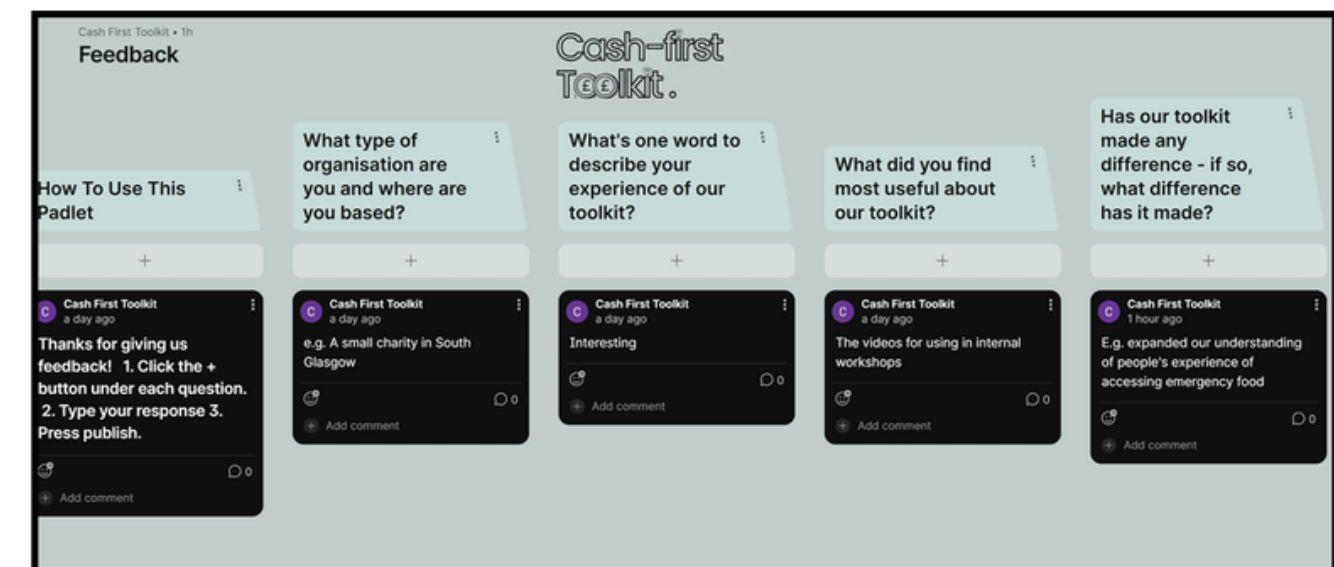 Cash First Toolkit • 1h
Feedback
Cash-first
T££lkit.
How To Use This
Padlet
+
C
Cash First Toolkit
a day ago
Thanks for giving us
feedback! 1. Click the +
button under each question.
2. Type your response 3.
Press publish.
0
+ Add comment
What type of
organisation are
you and where are
you based?
+
C
Cash First Toolkit
a day ago
e.g. A small charity in South
Glasgow
0
+ Add comment
What's one word to
describe your
experience of our
toolkit?
+
C
Cash First Toolkit
a day ago
Interesting
0
+ Add comment
What did you find
most useful about
our toolkit?
+
C
Cash First Toolkit
a day ago
The videos for using in internal
workshops
0
+ Add comment
Has our toolkit
made any
difference - if so,
what difference
has it made?
+
C
Cash First Toolkit
1 hour ago
E.g. expanded our understanding
of people's experience of
accessing emergency food
0
+ Add comment